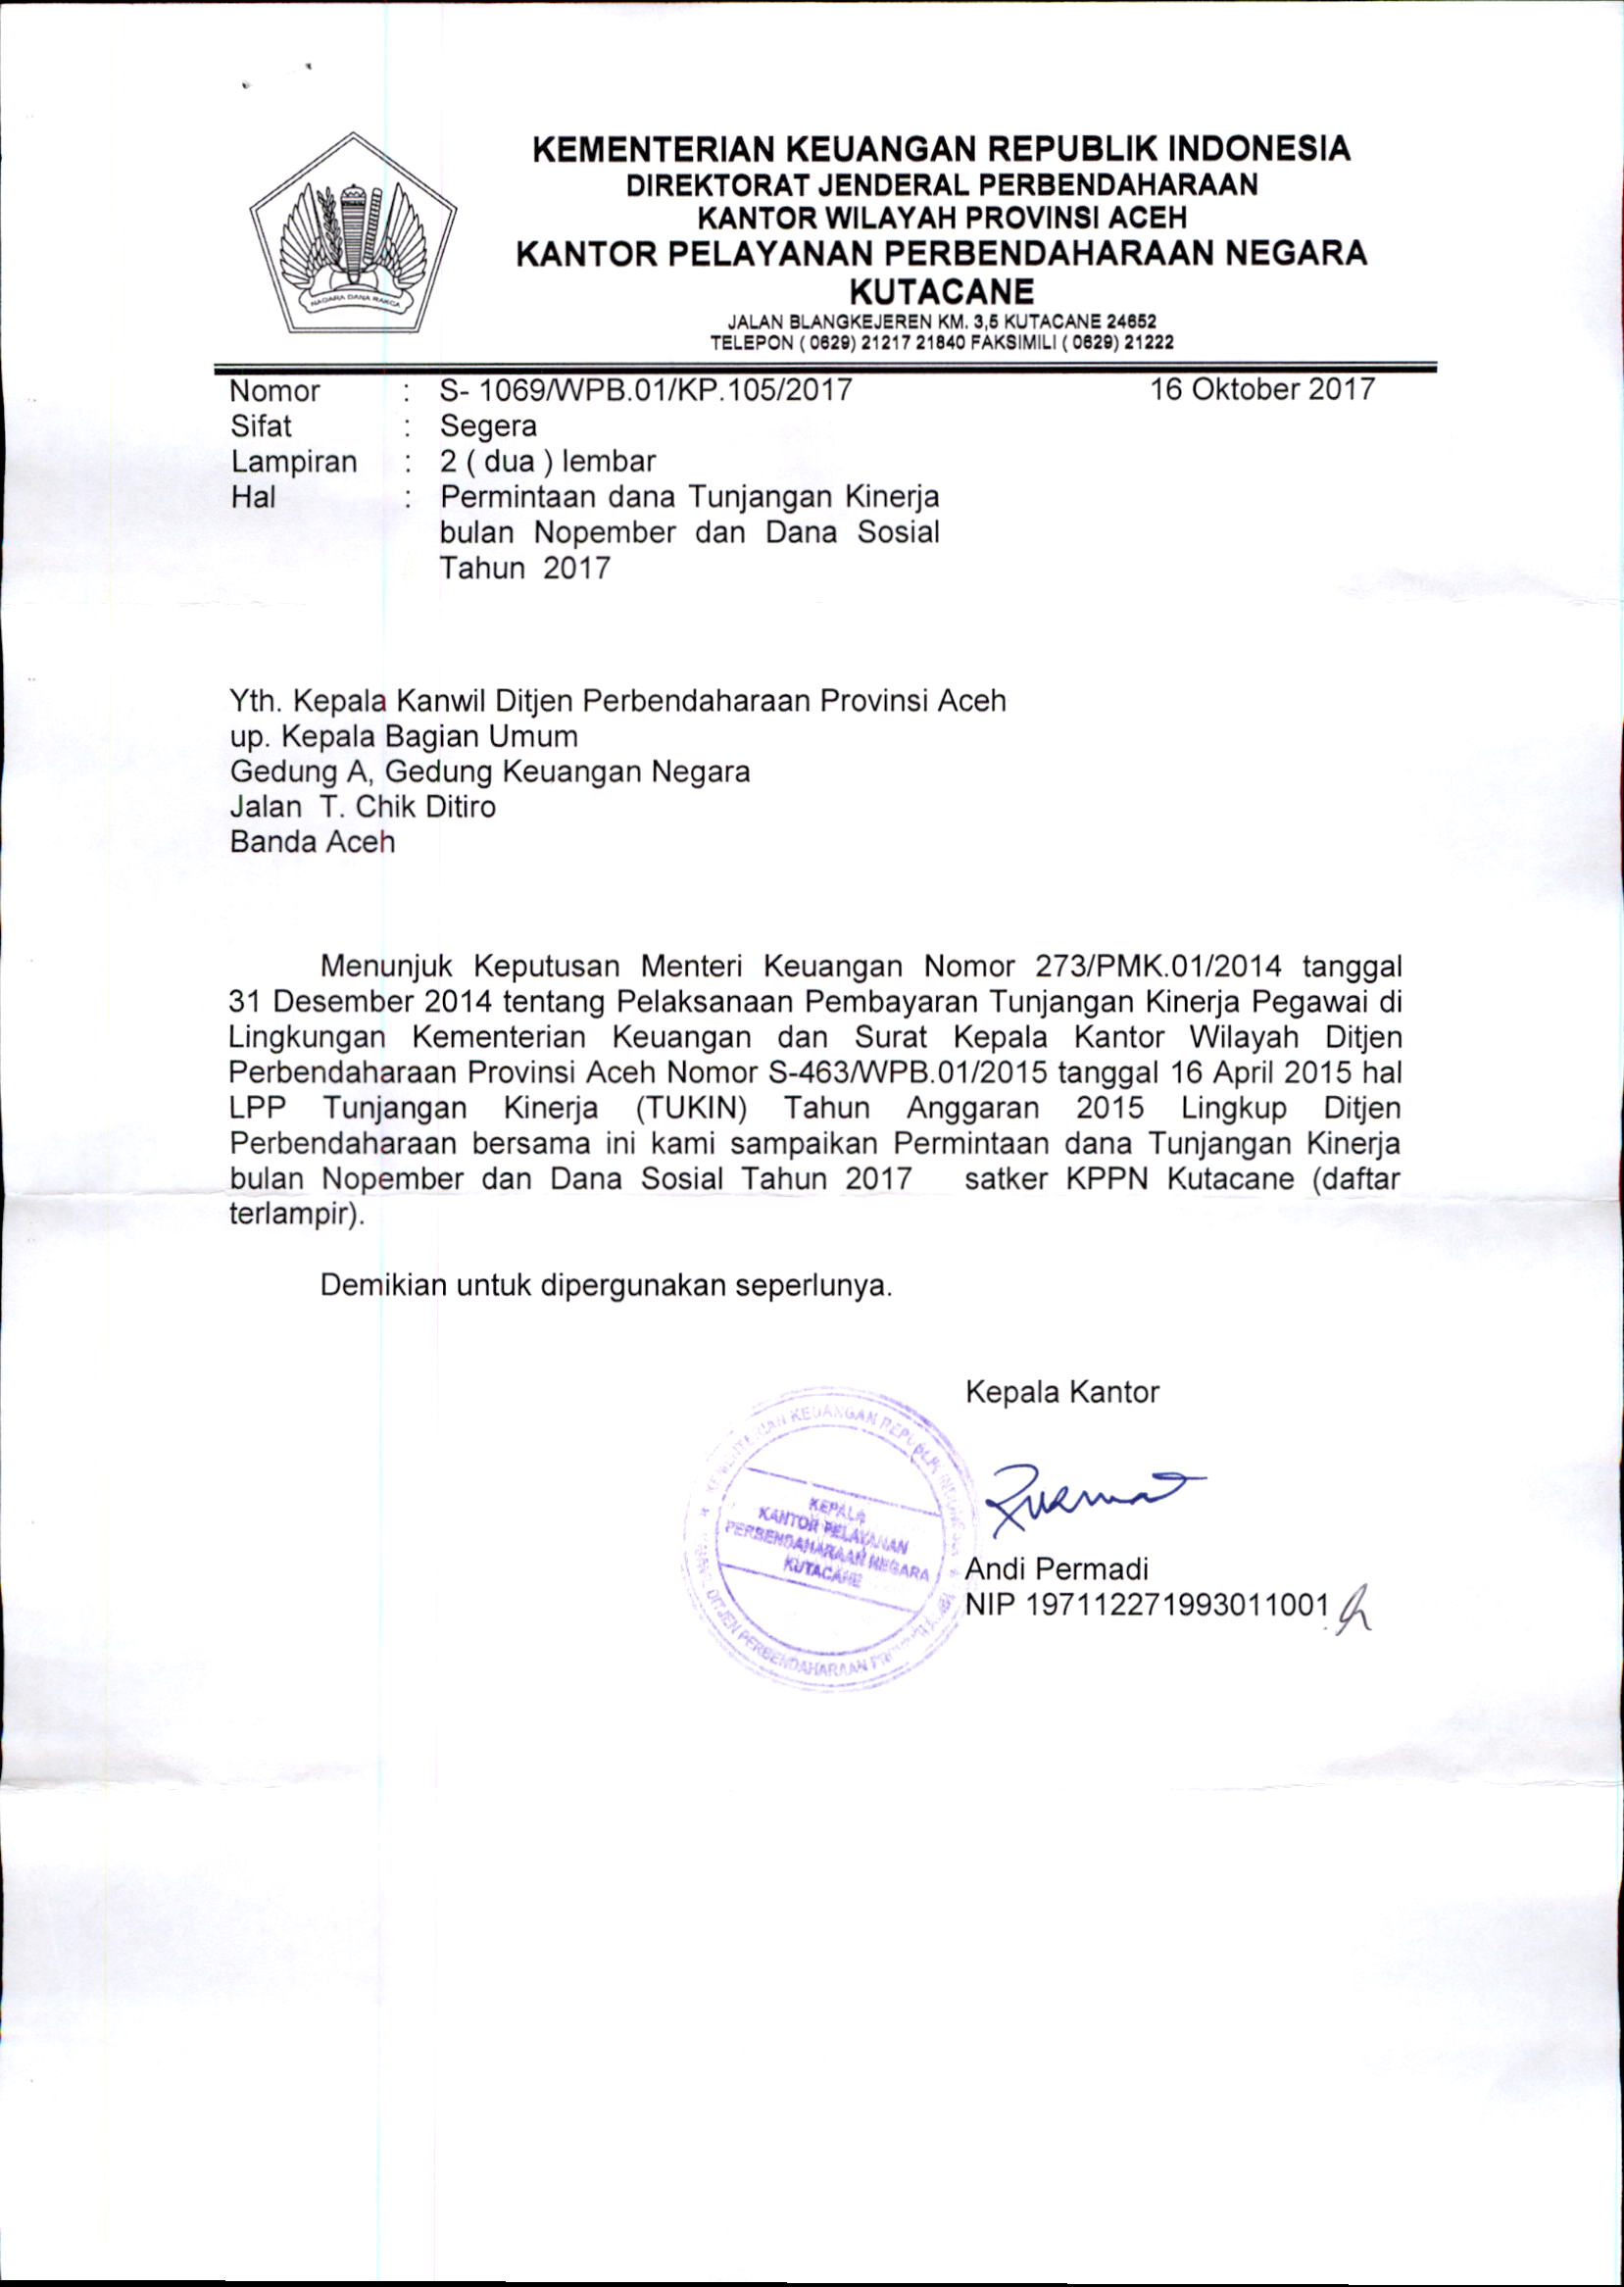 KEMENTERIAN KEUANGAN REPUBLIK INDONESIA
DIREKTORAT JENDERAL PERBENDAHARAAN
KANTOR WILAYAH PROVINSI ACEH
KANTOR PELAYANAN PERBENDAHARAAN NEGARA
KUTACANE
JALAN BLANGKEJEREN KM. 3,5 KUTACANE 24652
TELEPON ( 0629) 21217 21840 FAKSIMILI ( 0629) 21222
NAGARA DANA RAKCA
Nomor : S- 1069/WPB.01/KP.105/2017 16 Oktober 2017
Sifat : Segera
Lampiran : 2 ( dua ) lembar
Hal : Permintaan dana Tunjangan Kinerja
bulan Nopember dan Dana Sosial
Tahun 2017
Yth. Kepala Kanwil Ditjen Perbendaharaan Provinsi Aceh
up. Kepala Bagian Umum
Gedung A, Gedung Keuangan Negara
Jalan T. Chik Ditiro
Banda Aceh
Menunjuk Keputusan Menteri Keuangan Nomor 273/PMK.01/2014 tanggal
31 Desember 2014 tentang Pelaksanaan Pembayaran Tunjangan Kinerja Pegawai di
Lingkungan Kementerian Keuangan dan Surat Kepala Kantor Wilayah Ditjen
Perbendaharaan Provinsi Aceh Nomor S-463/WPB.01/2015 tanggal 16 April 2015 hal
LPP Tunjangan Kinerja (TUKIN) Tahun Anggaran 2015 Lingkup Ditjen
Perbendaharaan bersama ini kami sampaikan Permintaan dana Tunjangan Kinerja
bulan Nopember dan Dana Sosial Tahun 2017 satker KPPN Kutacane (daftar
terlampir).
Demikian untuk dipergunakan seperlunya.
Kepala Kantor
KEMENTERIAN KEUANGAN REPUBLIK INDONESIA
KEPALA
KANTOR PELAYANAN
PERBENDAHARAAN NEGARA
KUTACANE
DITJEN PERBENDAHARAAN
Andi Permadi
NIP 197112271993011001